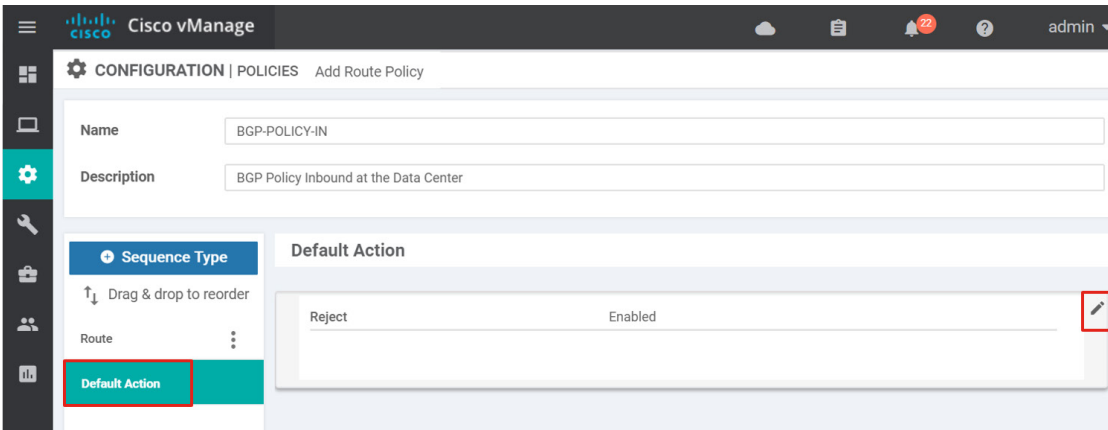 CISCO Cisco vManage 22 admin
CONFIGURATION | POLICIES Add Route Policy
Name BGP-POLICY-IN
Description BGP Policy Inbound at the Data Center
Sequence Type Default Action
Drag & drop to reorder
Reject Enabled
Route
Default Action